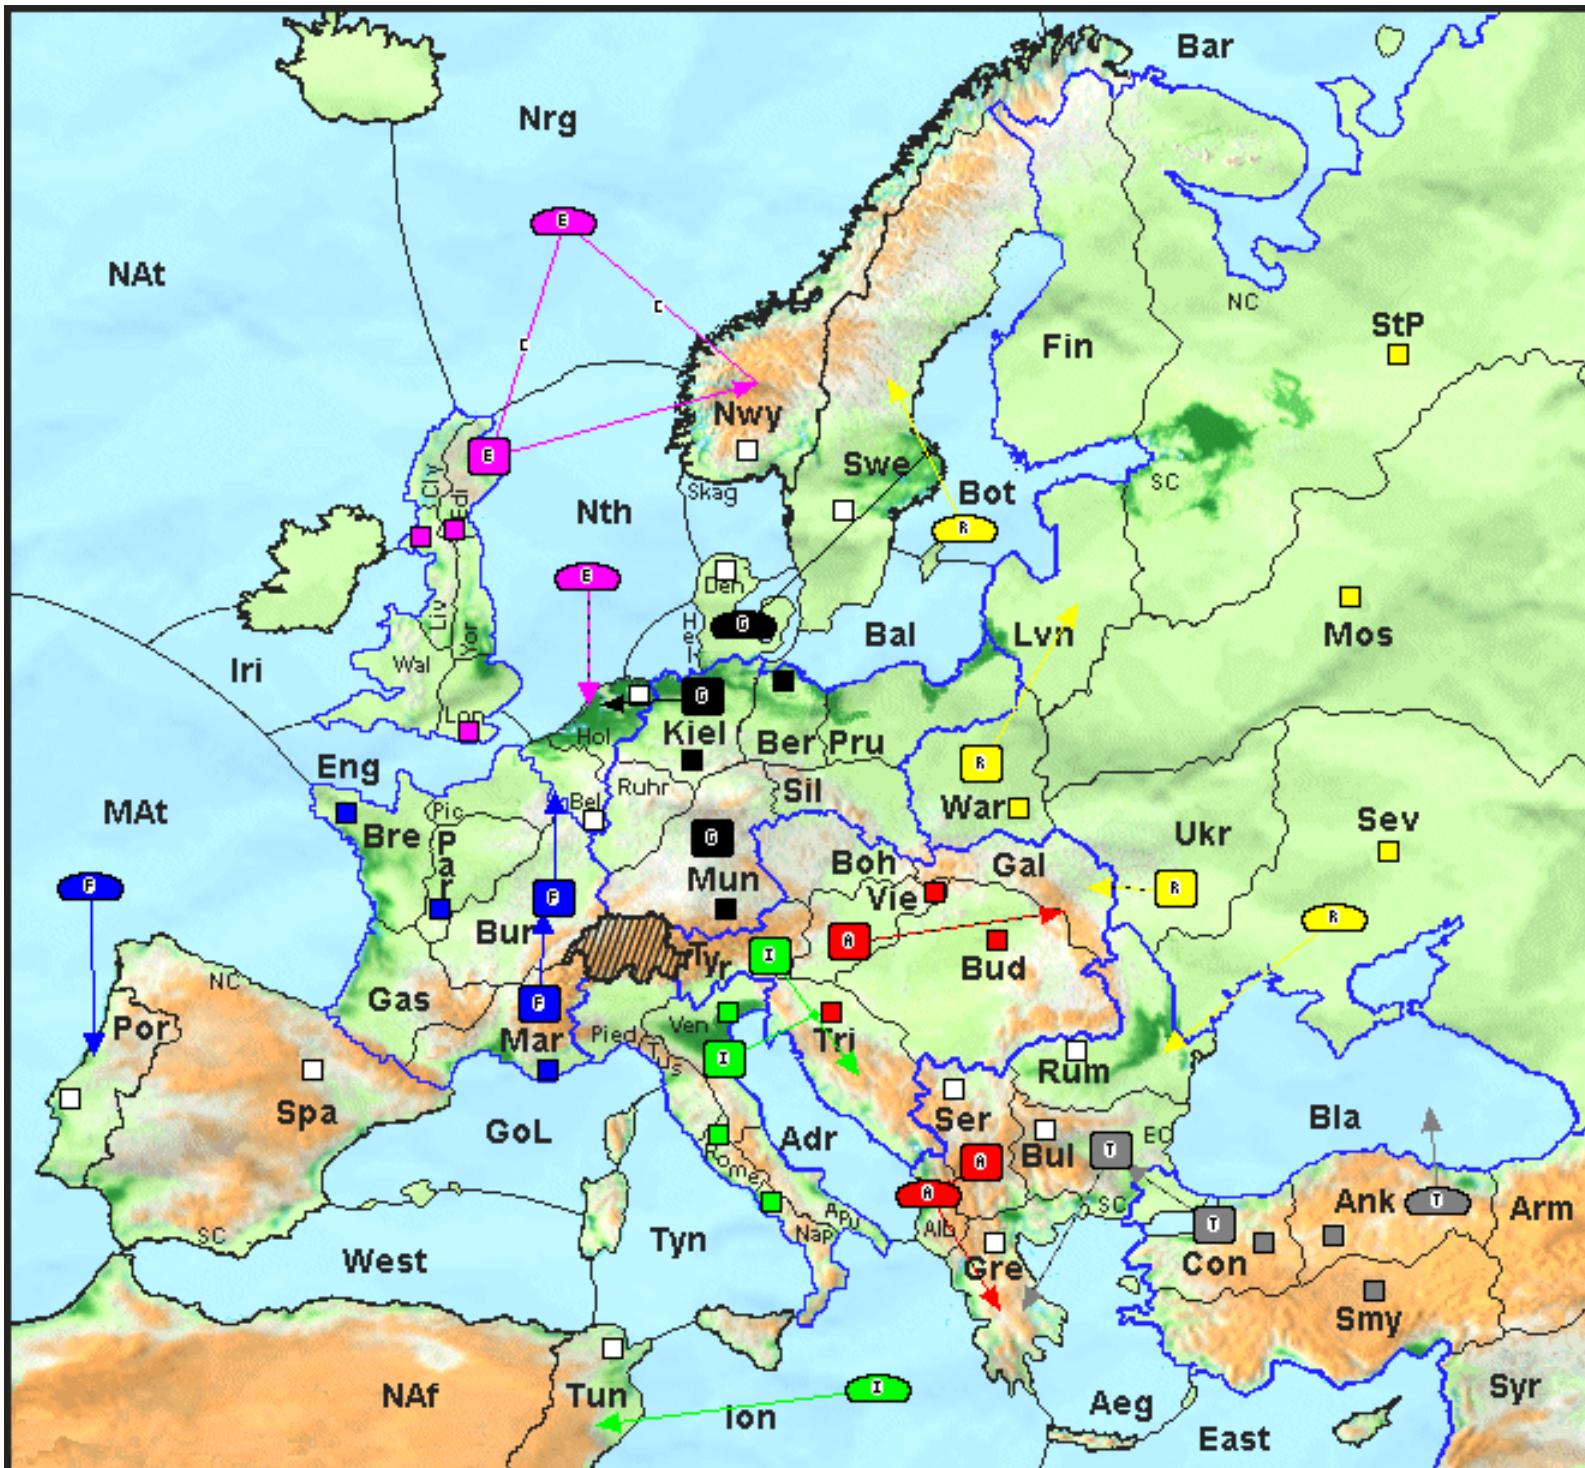 Bar
Nrg
E
NAt
C
NC
StP
C
Fin
Nwy
E
Cly
Edi
Swe
Skag
Bot
SC
Nth
R
E
Den
Hel
G
Liv
Yor
Bal
Lvn
Mos
Iri
Wal
G
Lon
Hol
Kiel
Ber
Pru
Eng
R
Ruhr
Sil
War
MAt
Pic
Bel
Bre
Par
G
Ukr
Sev
Boh
Gal
F
Mun
Vie
R
F
Bur
A
R
Tyr
I
Bud
NC
Gas
F
Por
Mar
Pied
Ven
Tus
I
Tri
Rum
Spa
Ser
GoL
Adr
Bla
Rome
A
Bul
T
EC
A
Ank
T
Arm
SC
Apu
Nap
Alb
SC
T
West
Tyn
Gre
Con
Smy
NAf
Tun
I
Ion
Aeg
Syr
East